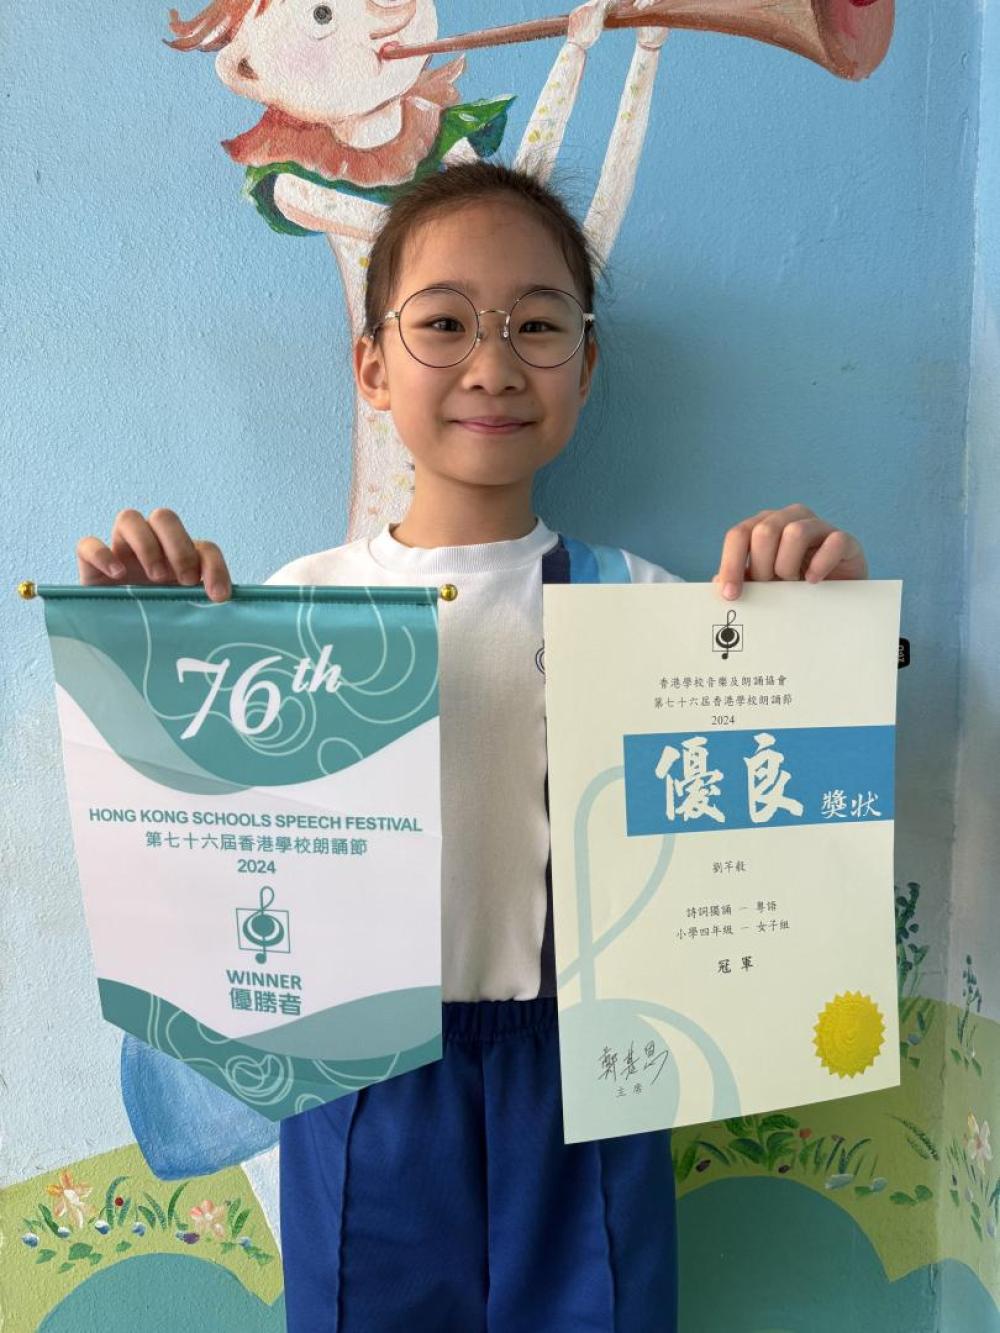 76th
HONG KONG SCHOOLS SPEECH FESTIVAL
第七十六屆香港學校朗誦節
2024
WINNER
優勝者
香港學校音樂及朗誦協會
第七十六屆香港學校朗誦節
2024
優良獎狀
劉芊毅
詩詞獨誦 － 粵語
小學四年級 － 女子組
冠軍
主席